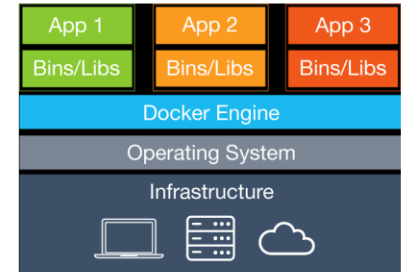 App 1 App 2 App 3
Bins/Libs Bins/Libs Bins/Libs
Docker Engine
Operating System
Infrastructure